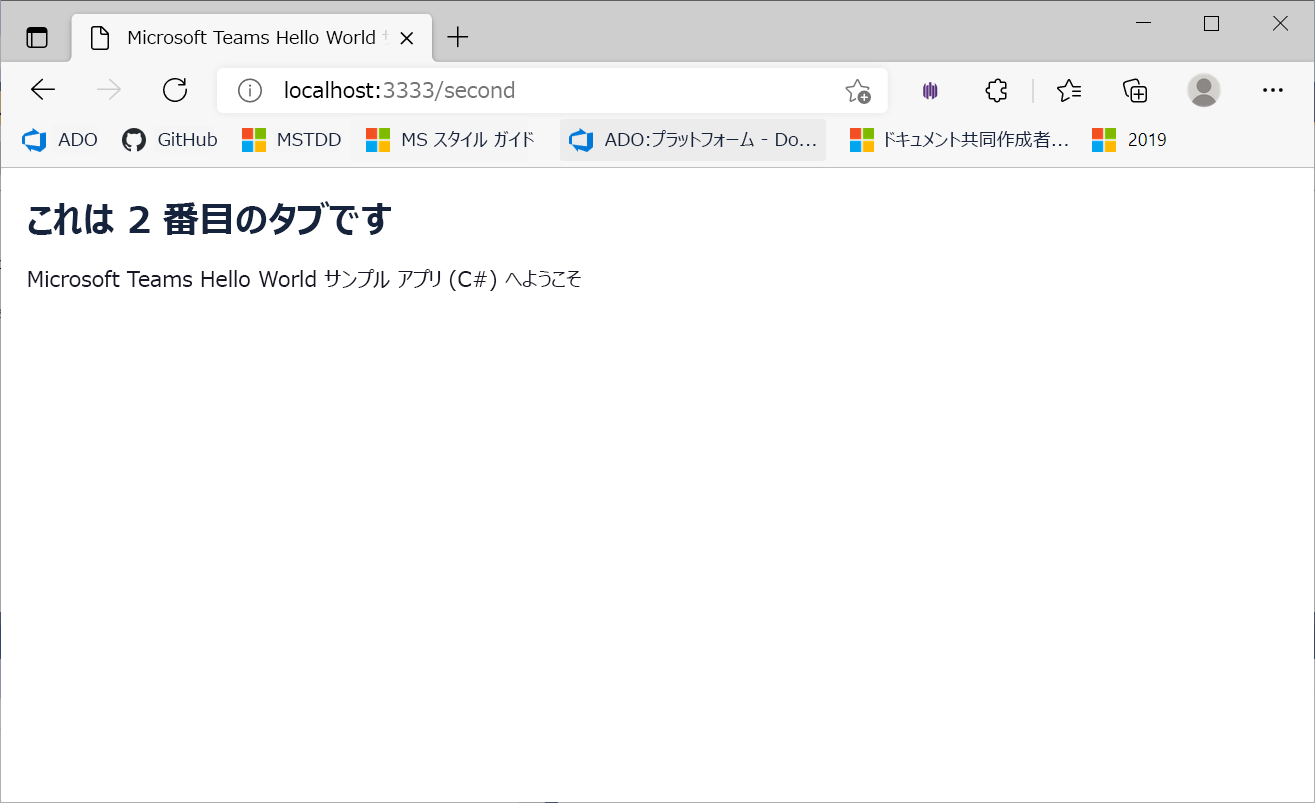 Microsoft Teams Hello World
localhost:3333/second
ADO GitHub MSTDD MS スタイル ガイド ADO:プラットフォーム - Do... ドキュメント共同作成者... 2019
これは 2 番目のタブです
Microsoft Teams Hello World サンプル アプリ (C#) へようこそ